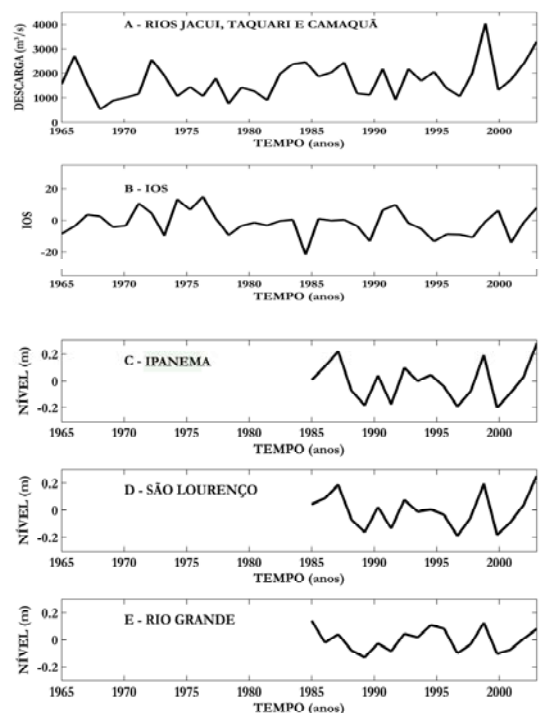 A - RIOS JACUI, TAQUARI E CAMAQUÃ
DESCARGA (m³/s)
4000
3000
2000
1000
0
1965 1970 1975 1980 1985 1990 1995 2000
TEMPO (anos)
B - IOS
IOS
20
0
-20
1965 1970 1975 1980 1985 1990 1995 2000
TEMPO (anos)
C - IPANEMA
NÍVEL (m)
0.2
0
-0.2
1965 1970 1975 1980 1985 1990 1995 2000
TEMPO (anos)
D - SÃO LOURENÇO
NÍVEL (m)
0.2
0
-0.2
1965 1970 1975 1980 1985 1990 1995 2000
TEMPO (anos)
E - RIO GRANDE
NÍVEL (m)
0.2
0
-0.2
1965 1970 1975 1980 1985 1990 1995 2000
TEMPO (anos)